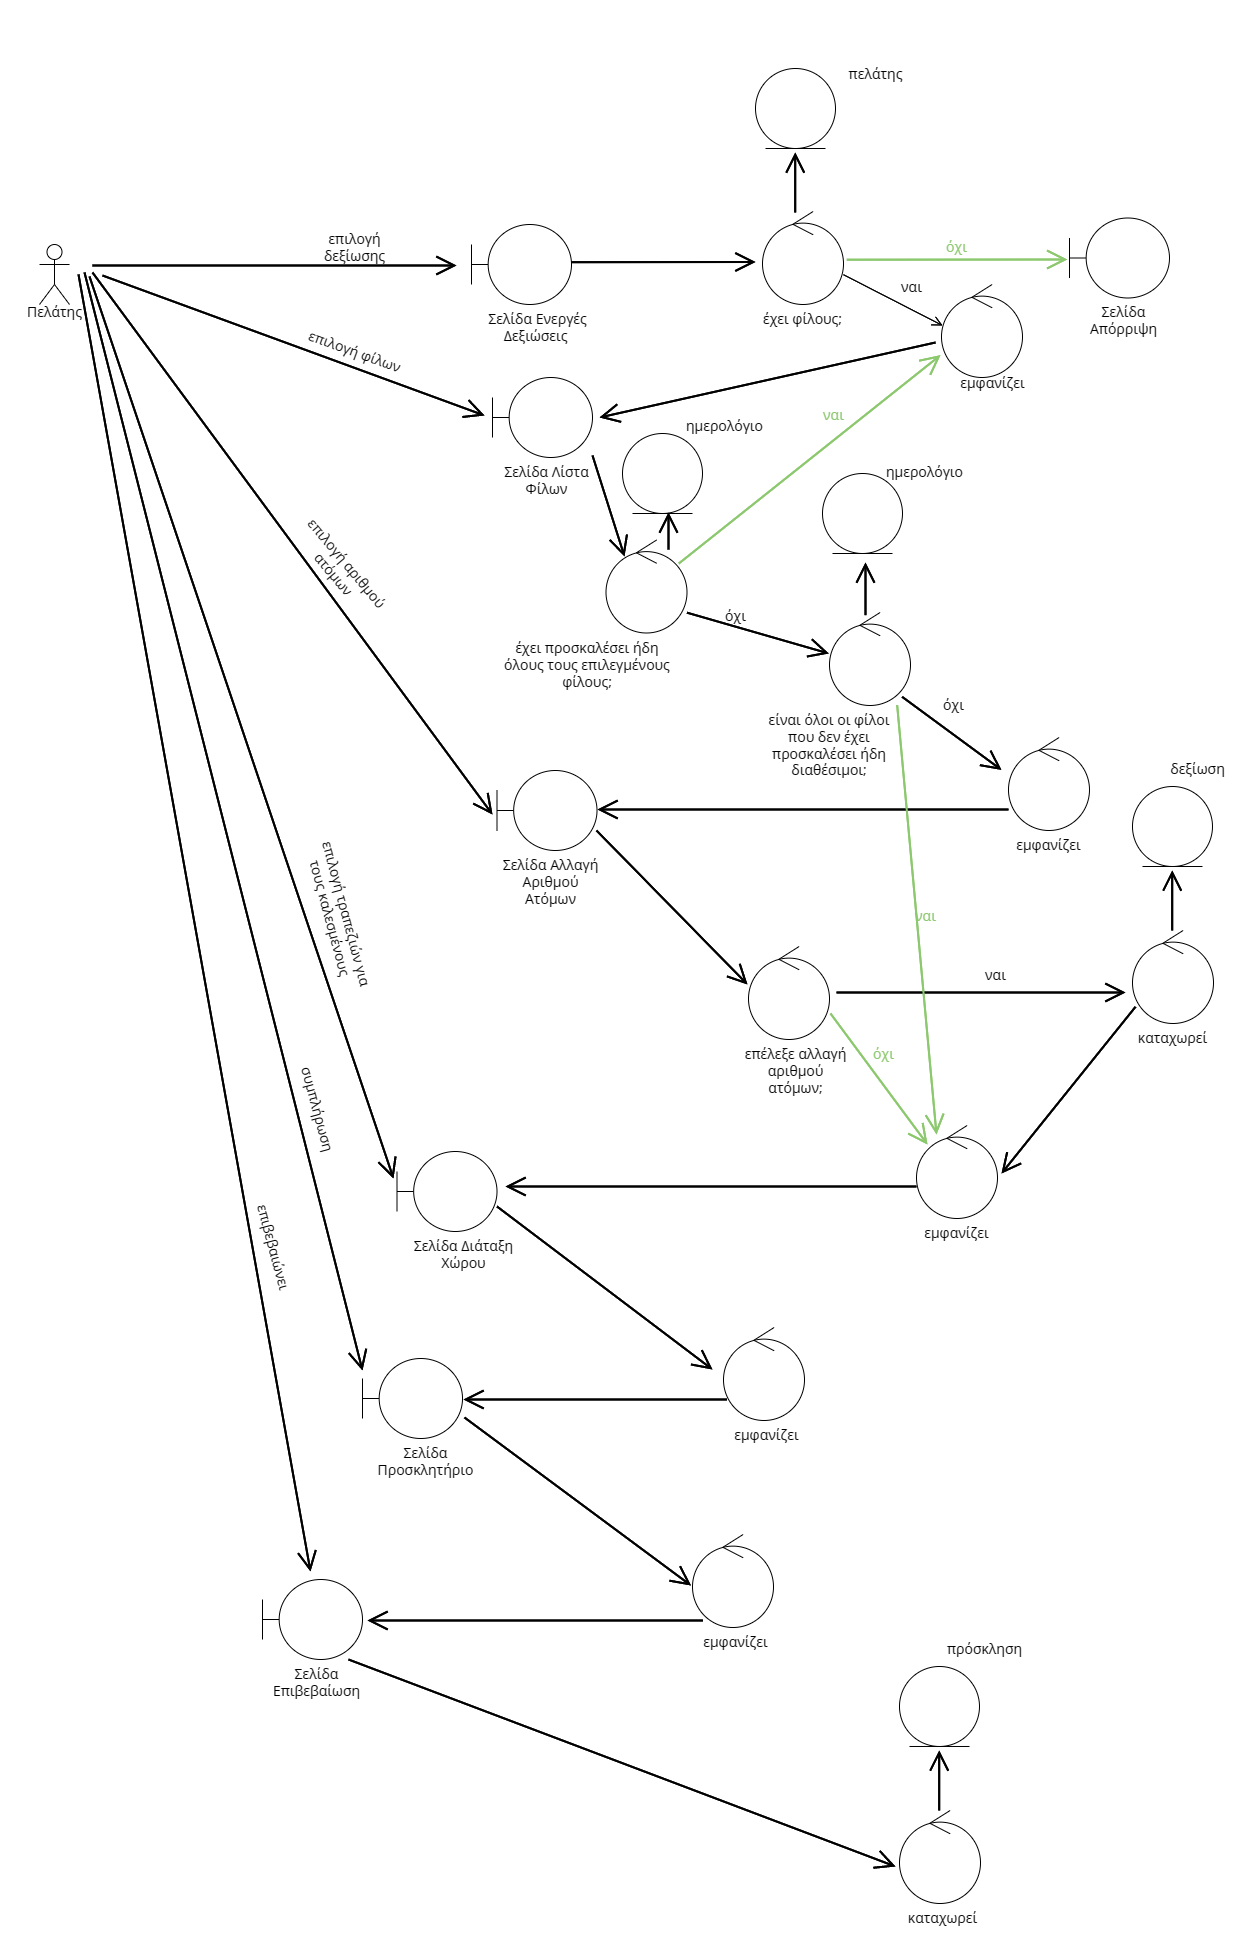 πελάτης
επιλογή
δεξίωσης
όχι
ναι
Πελάτης
Σελίδα Ενεργές
Δεξιώσεις
έχει φίλους;
Σελίδα
Απόρριψη
επιλογή φίλων
εμφανίζει
ναι
ημερολόγιο
Σελίδα Λίστα
Φίλων
ημερολόγιο
επιλογή αριθμού
ατόμων
όχι
έχει προσκαλέσει ήδη
όλους τους επιλεγμένους
φίλους;
όχι
είναι όλοι οι φίλοι
που δεν έχει
προσκαλέσει ήδη
διαθέσιμοι;
δεξίωση
εμφανίζει
Σελίδα Αλλαγή
Αριθμού
Ατόμων
επιλογή τραπεζιών για
τους καλεσμένους
ναι
ναι
καταχωρεί
επέλεξε αλλαγή
αριθμού
ατόμων;
όχι
συμπλήρωση
επιβεβαιώνει
Σελίδα Διάταξη
Χώρου
εμφανίζει
εμφανίζει
Σελίδα
Προσκλητήριο
εμφανίζει
Σελίδα
Επιβεβαίωση
πρόσκληση
καταχωρεί